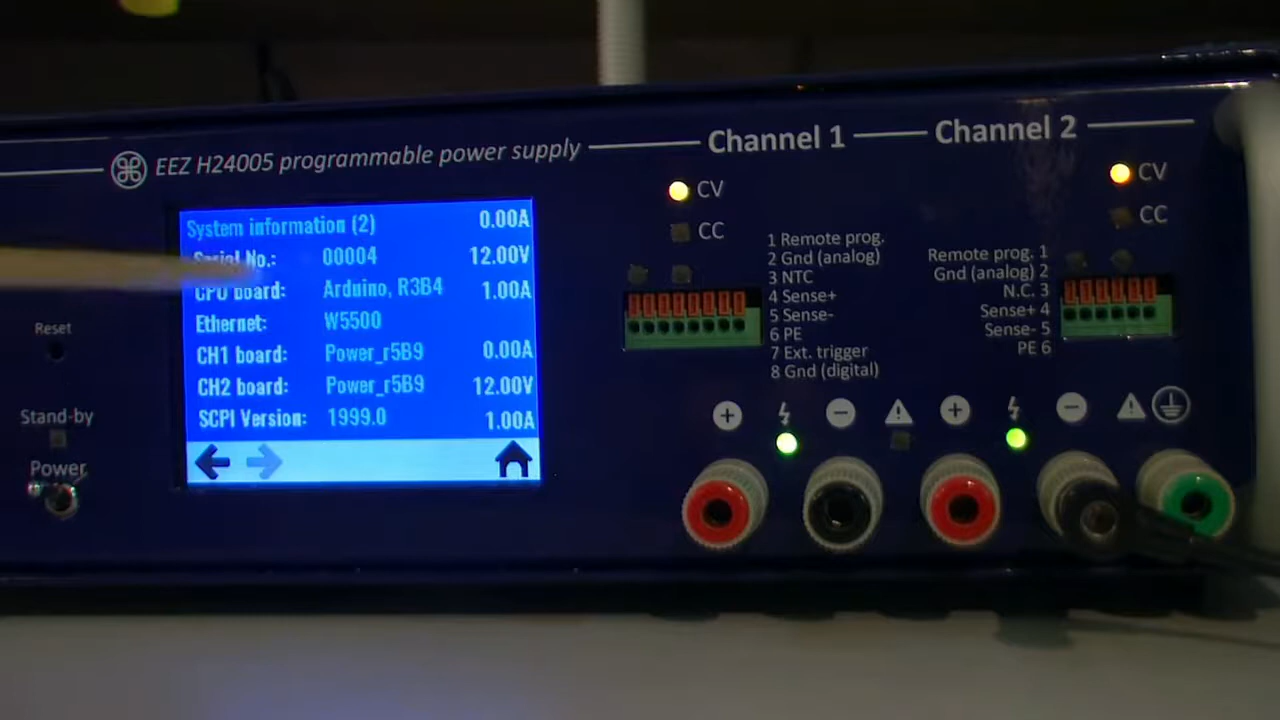 EEZ H24005 programmable power supply
Channel 1
Channel 2
System information (2) 0.00A
Serial No.: 00004 12.00V
CPU board: Arduino, R3B4 1.00A
Ethernet: W5500
CH1 board: Power_r5B9 0.00A
CH2 board: Power_r5B9 12.00V
SCPI Version: 1999.0 1.00A
Reset
Stand-by
Power
CV
CC
1 Remote prog.
2 Gnd (analog)
3 NTC
4 Sense+
5 Sense-
6 PE
7 Ext. trigger
8 Gnd (digital)
CV
CC
Remote prog. 1
Gnd (analog) 2
N.C. 3
Sense+ 4
Sense- 5
PE 6